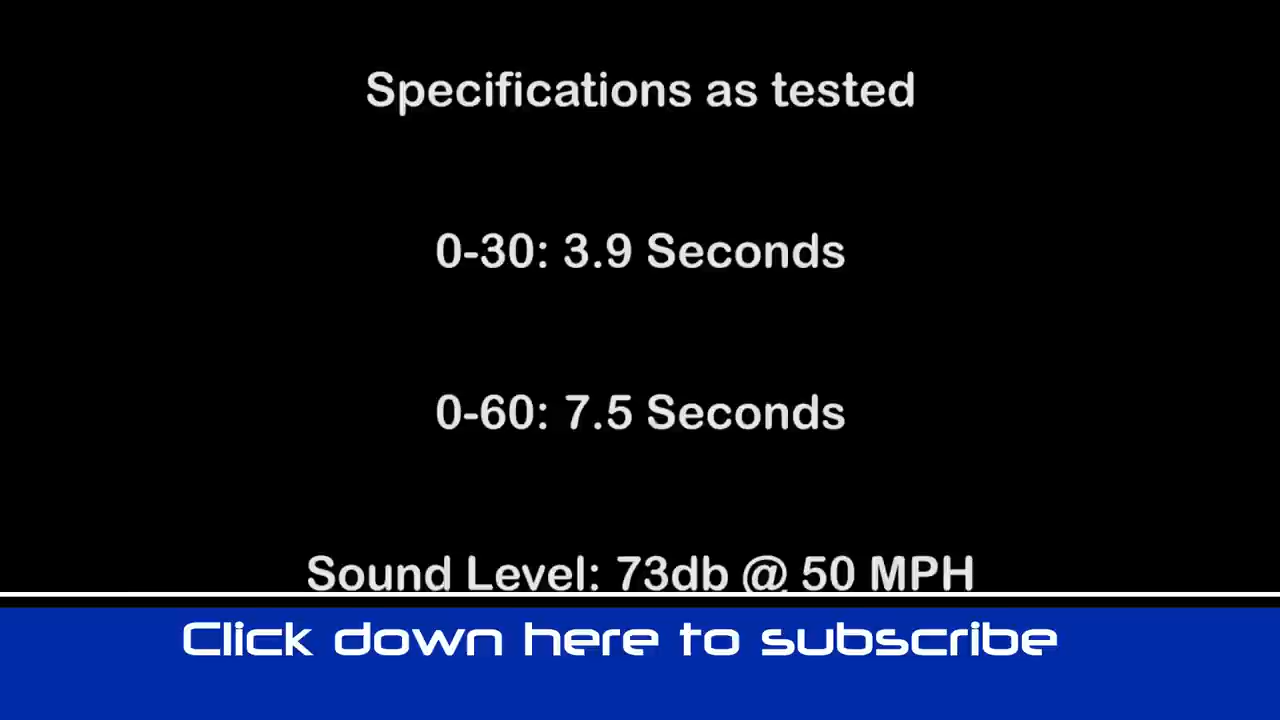 Specifications as tested
0-30: 3.9 Seconds
0-60: 7.5 Seconds
Sound Level: 73db @ 50 MPH
Click down here to subscribe